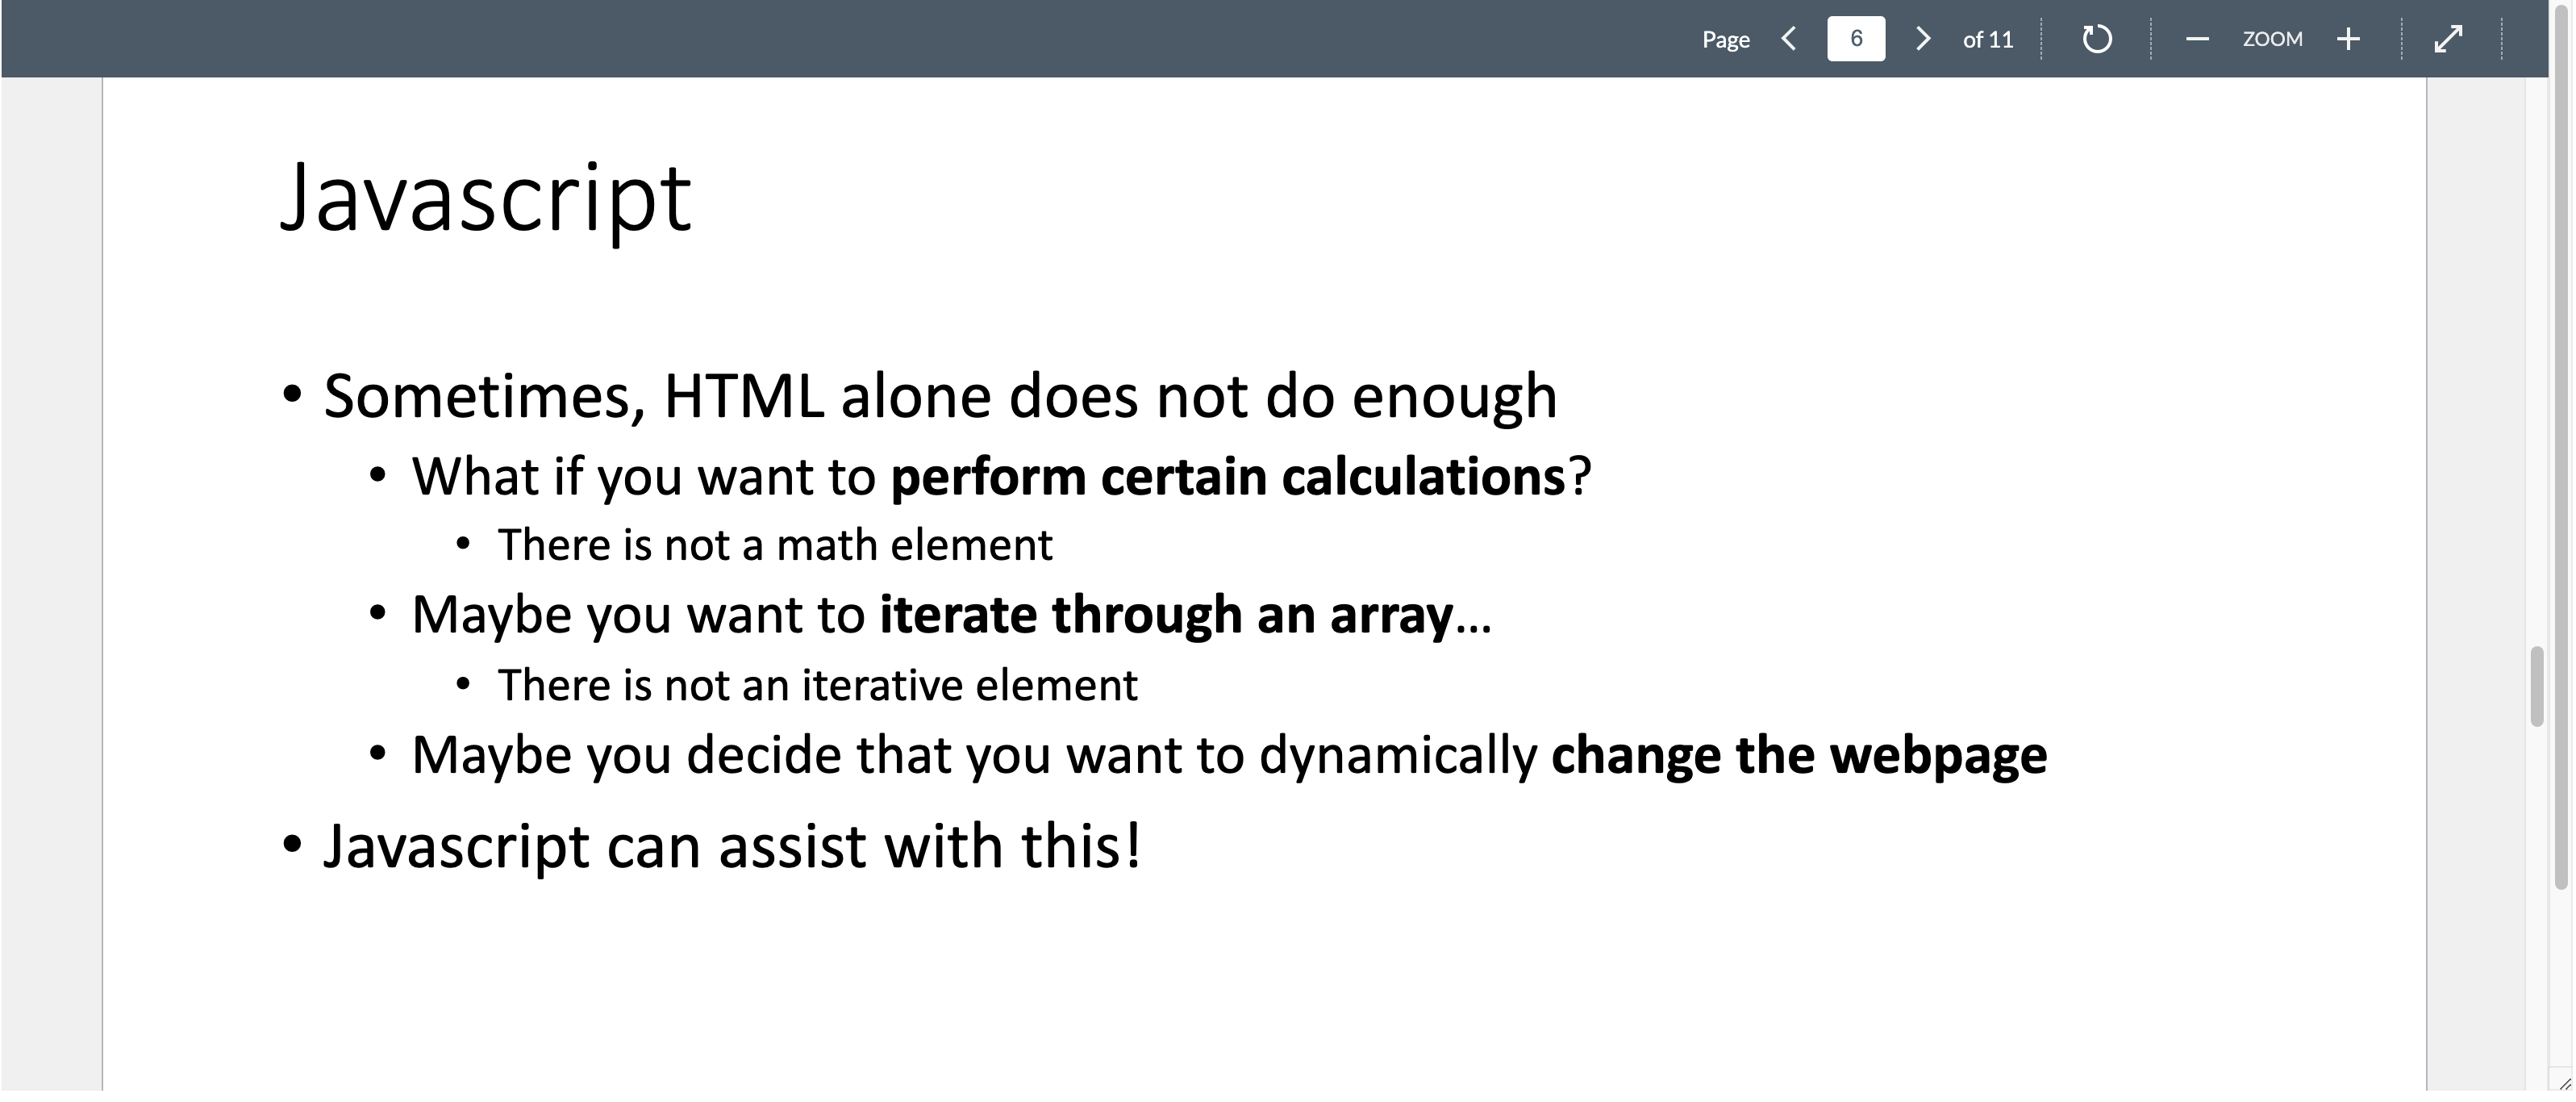 Page 6 of 11 ZOOM
Javascript
• Sometimes, HTML alone does not do enough
• What if you want to perform certain calculations?
• There is not a math element
• Maybe you want to iterate through an array...
• There is not an iterative element
• Maybe you decide that you want to dynamically change the webpage
• Javascript can assist with this!